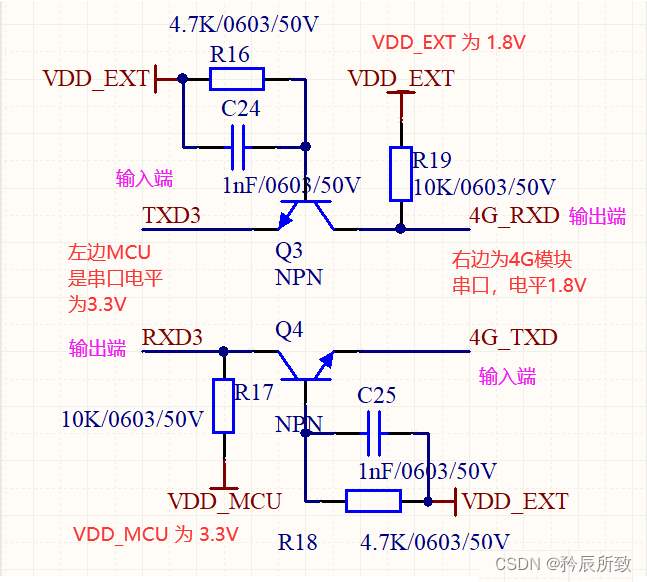 4.7K/0603/50V
R16
VDD_EXT 为 1.8V
VDD_EXT
VDD_EXT
C24
R19
输入端
1nF/0603/50V
10K/0603/50V
TXD3
4G_RXD
输出端
左边MCU
是串口电平
为3.3V
Q3
NPN
右边为4G模块
串口，电平1.8V
Q4
输出端
RXD3
4G_TXD
输入端
R17
C25
10K/0603/50V
NPN
1nF/0603/50V
VDD_MCU
VDD_EXT
VDD_MCU 为 3.3V
R18
4.7K/0603/50V
CSDN @矜辰所致